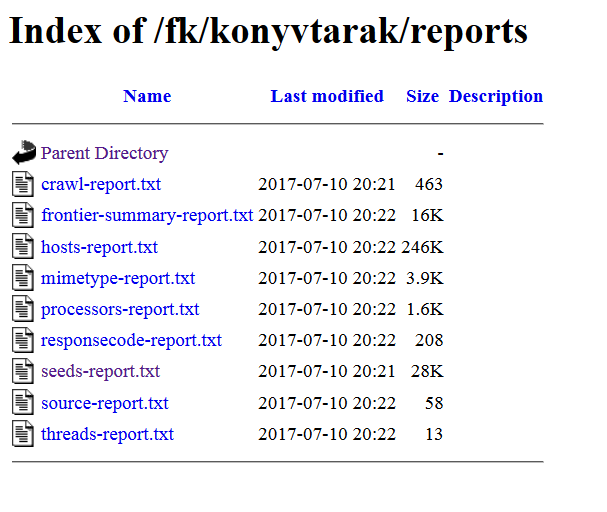 Index of /fk/konyvtarak/reports
Name Last modified Size Description
Parent Directory -
crawl-report.txt 2017-07-10 20:21 463
frontier-summary-report.txt 2017-07-10 20:22 16K
hosts-report.txt 2017-07-10 20:22 246K
mimetype-report.txt 2017-07-10 20:22 3.9K
processors-report.txt 2017-07-10 20:22 1.6K
responsecode-report.txt 2017-07-10 20:22 208
seeds-report.txt 2017-07-10 20:21 28K
source-report.txt 2017-07-10 20:22 58
threads-report.txt 2017-07-10 20:22 13